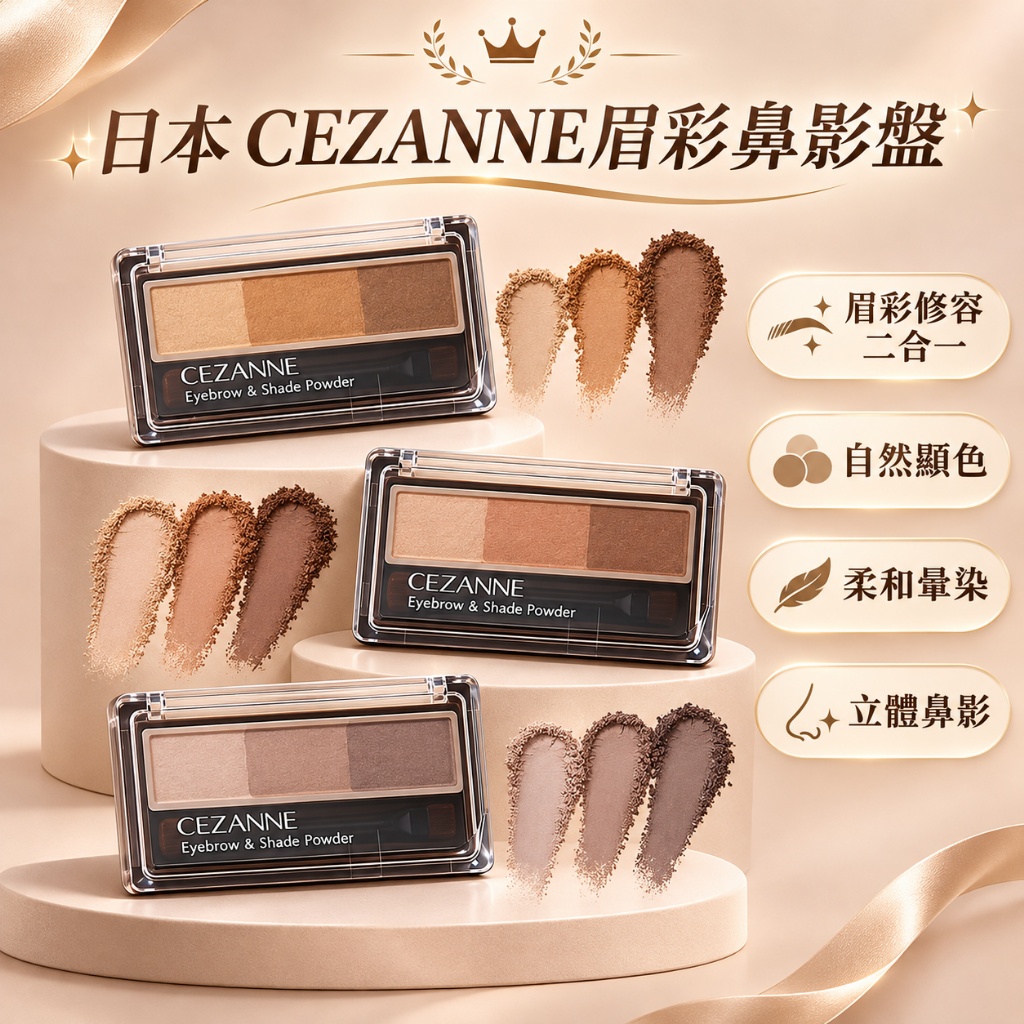 日本 CEZANNE眉彩鼻影盤
CEZANNE
Eyebrow & Shade Powder
眉彩修容
二合一
自然顯色
CEZANNE
Eyebrow & Shade Powder
柔和暈染
立體鼻影
CEZANNE
Eyebrow & Shade Powder